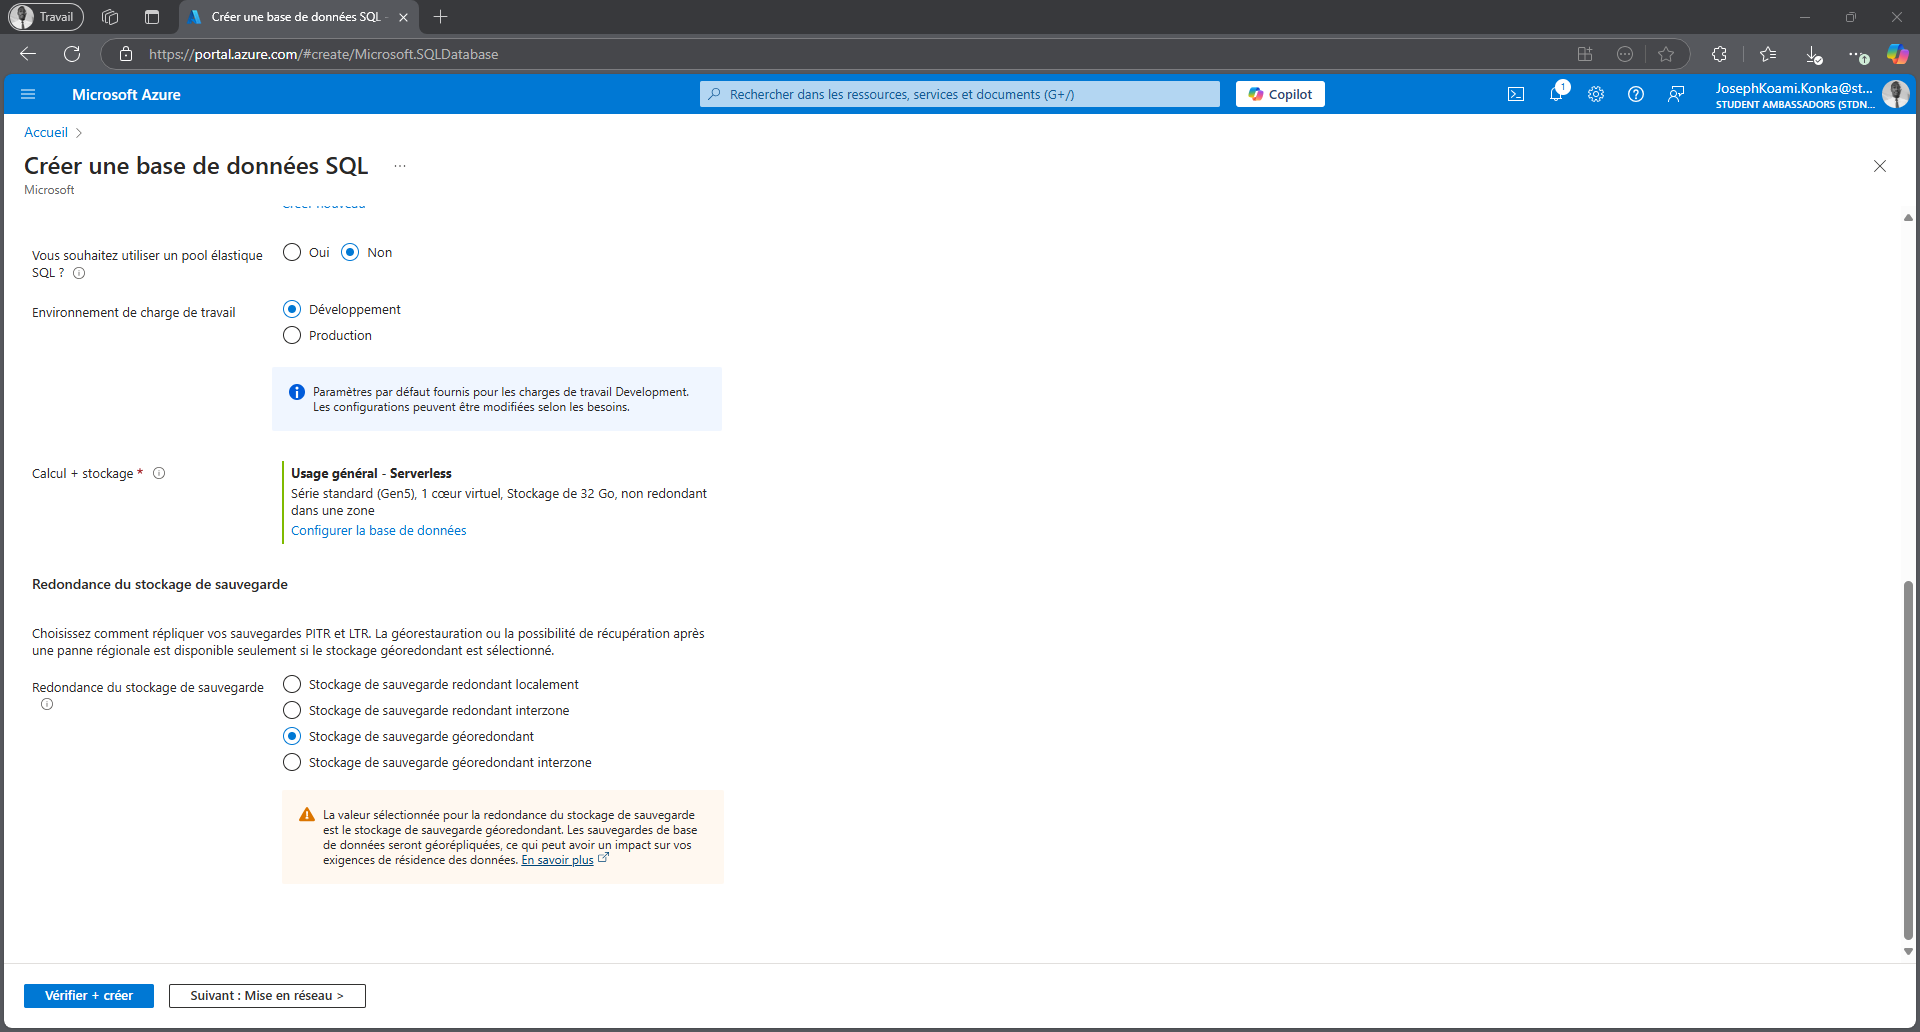 Travail
Créer une base de données SQL
https://portal.azure.com/#create/Microsoft.SQLDatabase
Microsoft Azure
Rechercher dans les ressources, services et documents (G+/)
Copilot
1
JosephKoami.Konka@st...
STUDENT AMBASSADORS (STDN...
Accueil
Créer une base de données SQL
...
Microsoft
Créer nouveau
Vous souhaitez utiliser un pool élastique
SQL ?
Oui
Non
Environnement de charge de travail
Développement
Production
Paramètres par défaut fournis pour les charges de travail Development.
Les configurations peuvent être modifiées selon les besoins.
Calcul + stockage *
Usage général - Serverless
Série standard (Gen5), 1 cœur virtuel, Stockage de 32 Go, non redondant
dans une zone
Configurer la base de données
Redondance du stockage de sauvegarde
Choisissez comment répliquer vos sauvegardes PITR et LTR. La géorestauration ou la possibilité de récupération après
une panne régionale est disponible seulement si le stockage géoredondant est sélectionné.
Redondance du stockage de sauvegarde
Stockage de sauvegarde redondant localement
Stockage de sauvegarde redondant interzone
Stockage de sauvegarde géoredondant
Stockage de sauvegarde géoredondant interzone
La valeur sélectionnée pour la redondance du stockage de sauvegarde
est le stockage de sauvegarde géoredondant. Les sauvegardes de base
de données seront géorépliquées, ce qui peut avoir un impact sur vos
exigences de résidence des données. En savoir plus
Vérifier + créer
Suivant : Mise en réseau >